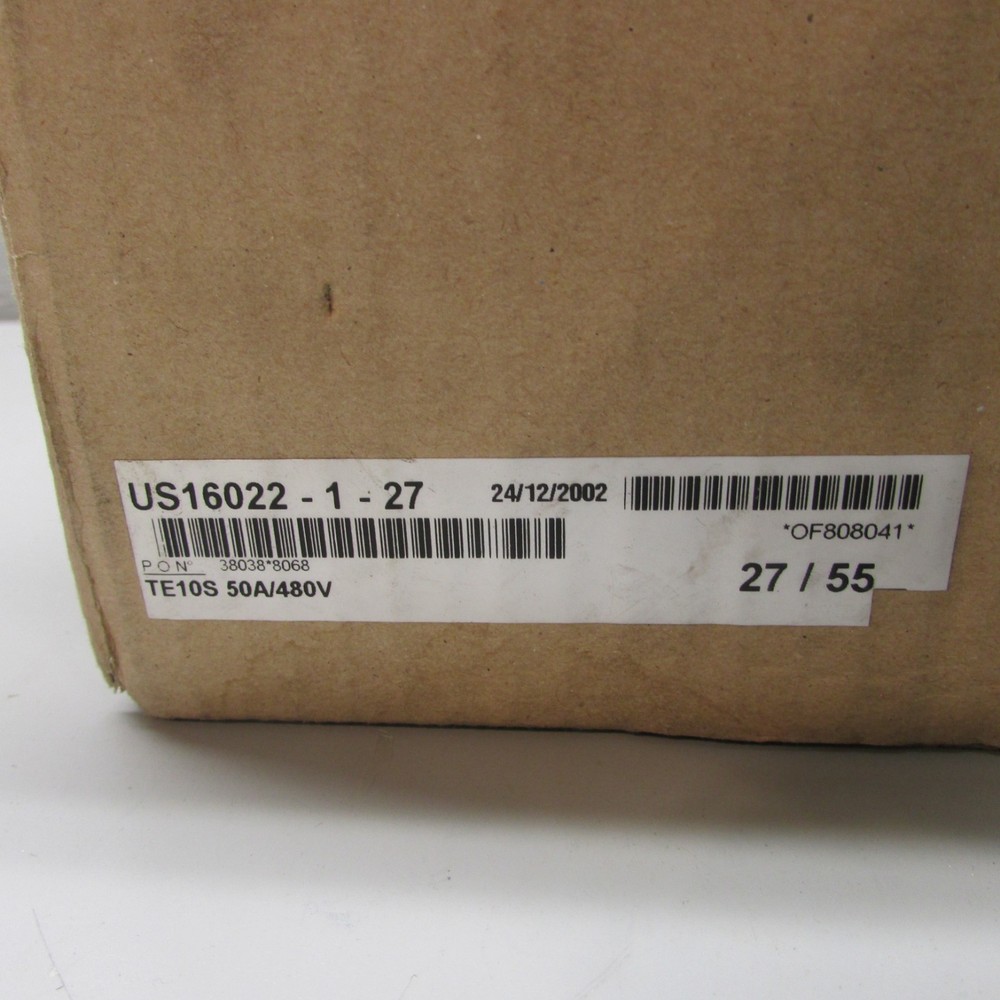 US16022 - 1 - 27 24/12/2002
*OF808041*
P O N° 38038*8068
TE10S 50A/480V 27 / 55